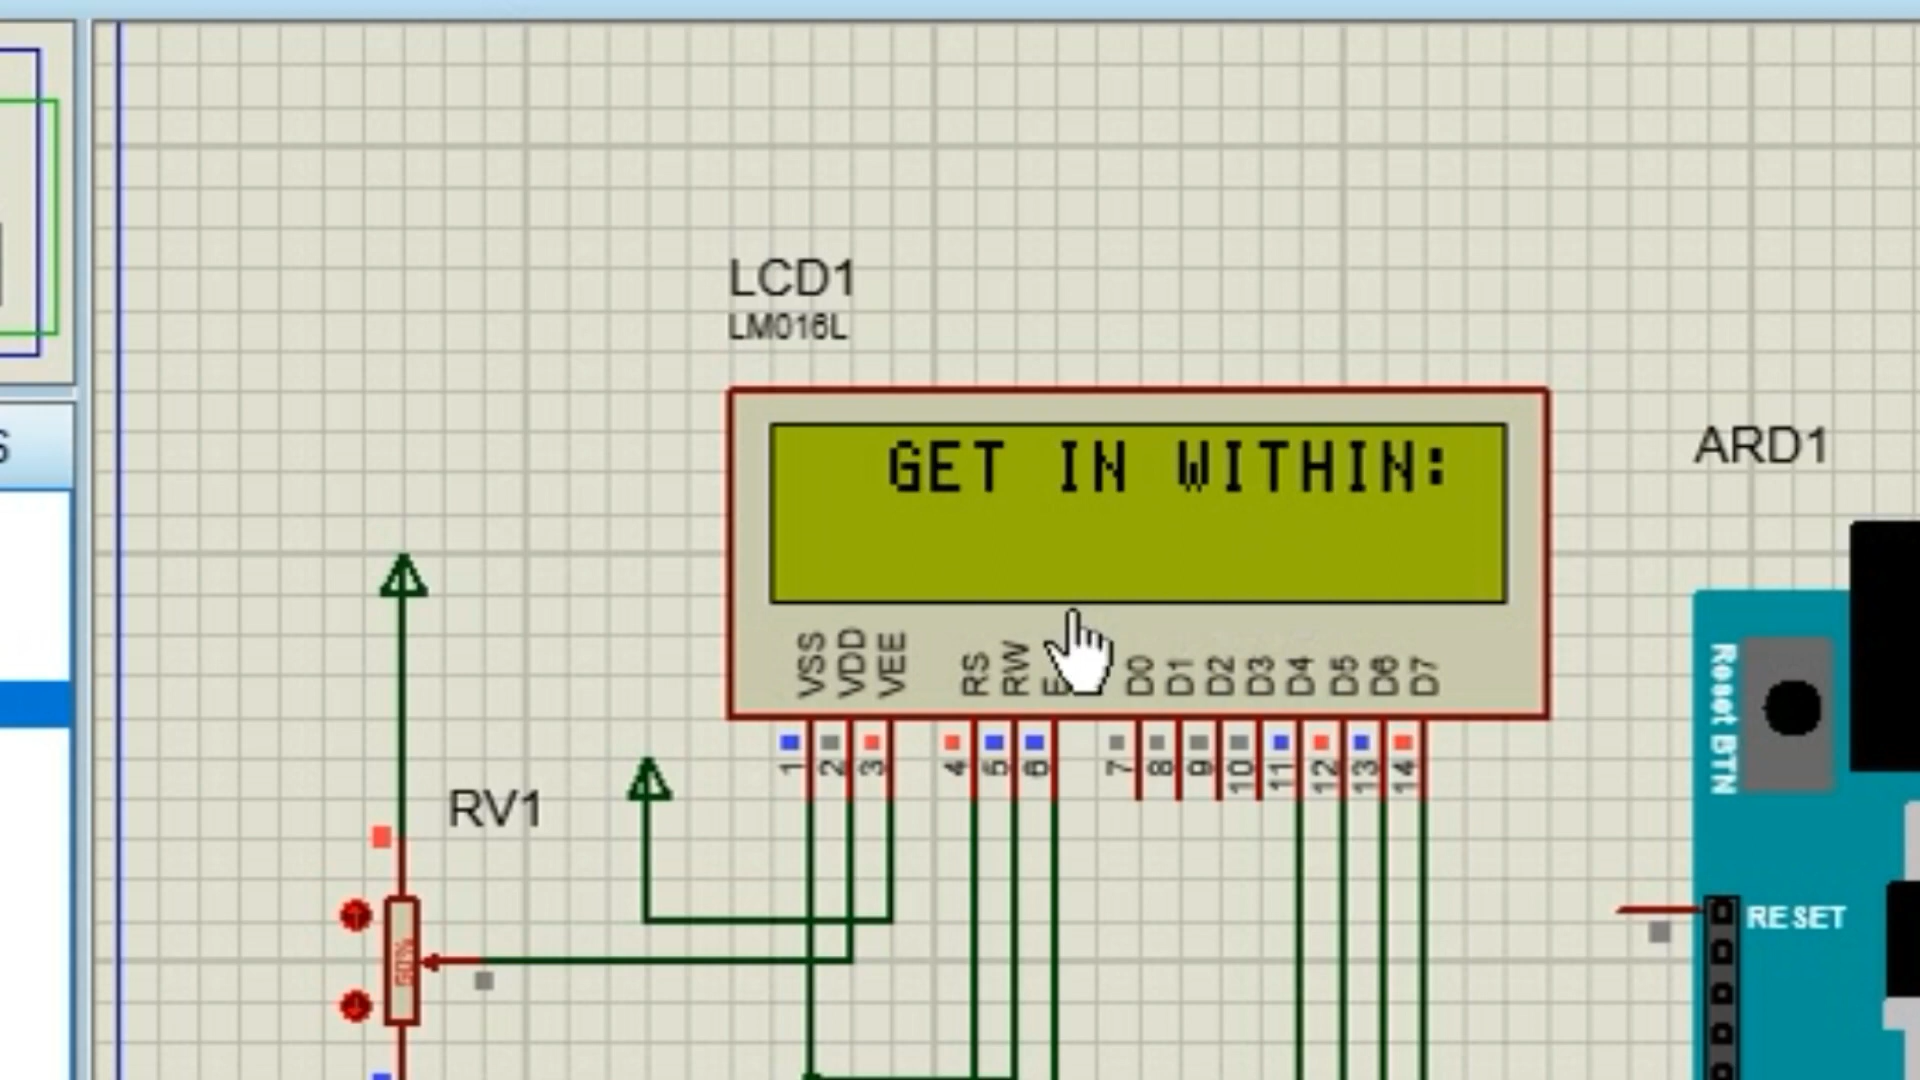 S
LCD1
LM016L
GET IN WITHIN:
ARD1
VSS
VDD
VEE
RS
RW
E
D0
D1
D2
D3
D4
D5
D6
D7
1
2
3
4
5
6
7
8
9
10
11
12
13
14
Reset BTN
RV1
RESET